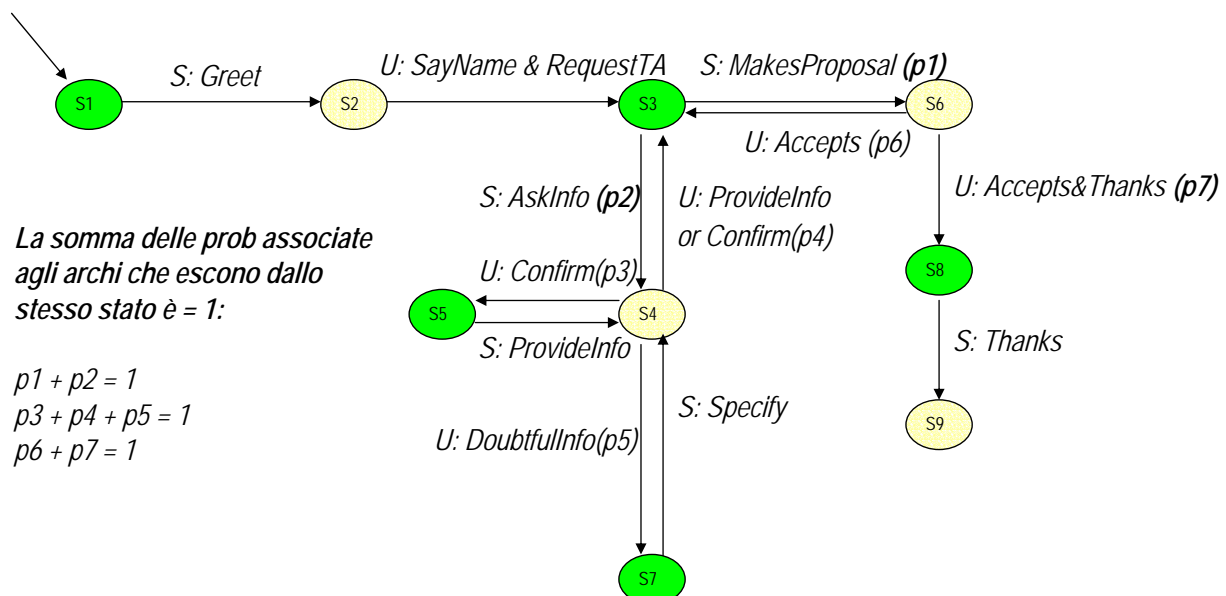 S: Greet
U: SayName & RequestTA
S: MakesProposal (p1)
S1
S2
S3
S6
U: Accepts (p6)
S: AskInfo (p2)
U: ProvideInfo
or Confirm(p4)
U: Accepts&Thanks (p7)
La somma delle prob associate
agli archi che escono dallo
stesso stato è = 1:
p1 + p2 = 1
p3 + p4 + p5 = 1
p6 + p7 = 1
U: Confirm(p3)
S5
S4
S: ProvideInfo
S8
S: Thanks
S9
U: DoubtfulInfo(p5)
S: Specify
S7